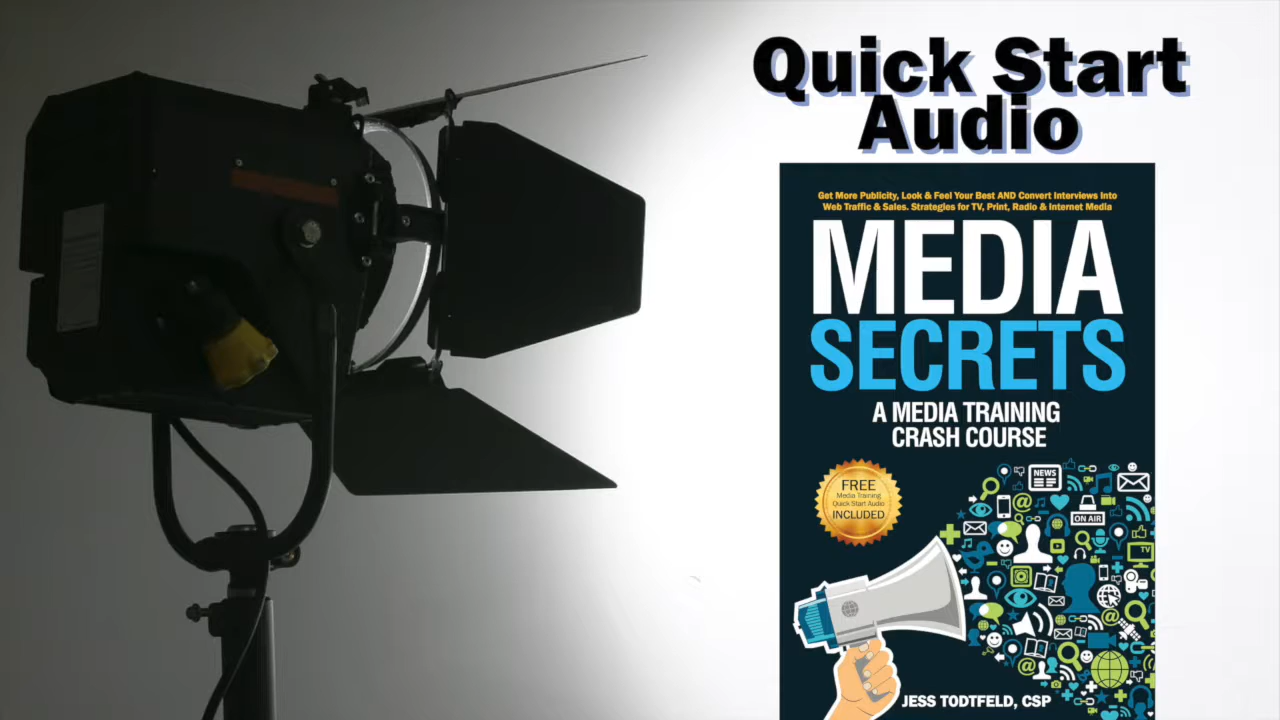 Quick Start
Audio
Get More Publicity, Look & Feel Your Best AND Convert Interviews Into
Web Traffic & Sales. Strategies for TV, Print, Radio & Internet Media
MEDIA
SECRETS
A MEDIA TRAINING
CRASH COURSE
FREE
Media Training
Quick Start Audio
INCLUDED
NEWS
ON AIR
TV
JESS TODTFELD, CSP